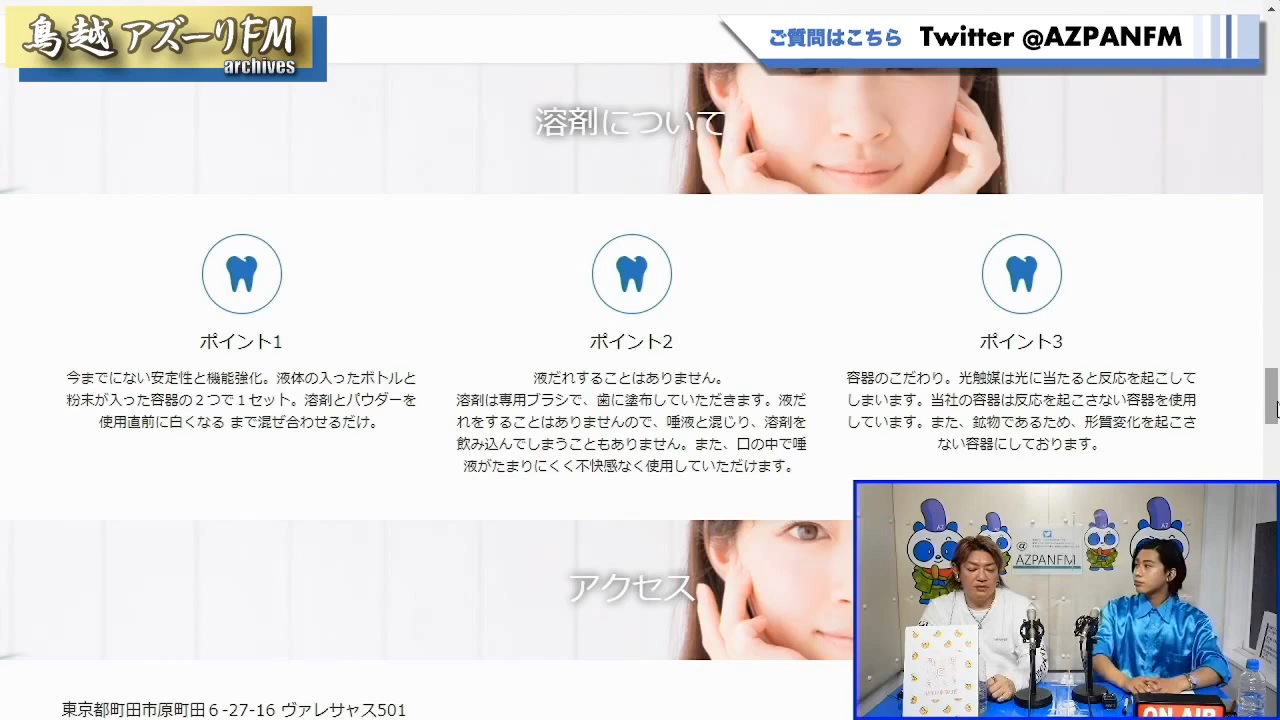 鳥越アズーリFM
archives
ご質問はこちら Twitter @AZPANFM
溶剤について
ポイント1
今までにない安定性と機能強化。液体の入ったボトルと
粉末が入った容器の２つで１セット。溶剤とパウダーを
使用直前に白くなる まで混ぜ合わせるだけ。
ポイント2
液だれすることはありません。
溶剤は専用ブラシで、歯に塗布していただきます。液だ
れをすることはありませんので、唾液と混じり、溶剤を
飲み込んでしまうこともありません。また、口の中で唾
液がたまりにくく不快感なく使用していただけます。
ポイント3
容器のこだわり。光触媒は光に当たると反応を起こして
しまいます。当社の容器は反応を起こさない容器を使用
しています。また、鉱物であるため、形質変化を起こさ
ない容器にしております。
アクセス
東京都町田市原町田６-27-16 ヴァレサャス501
@
AZPANFM
AZ
AZ
ON AIR